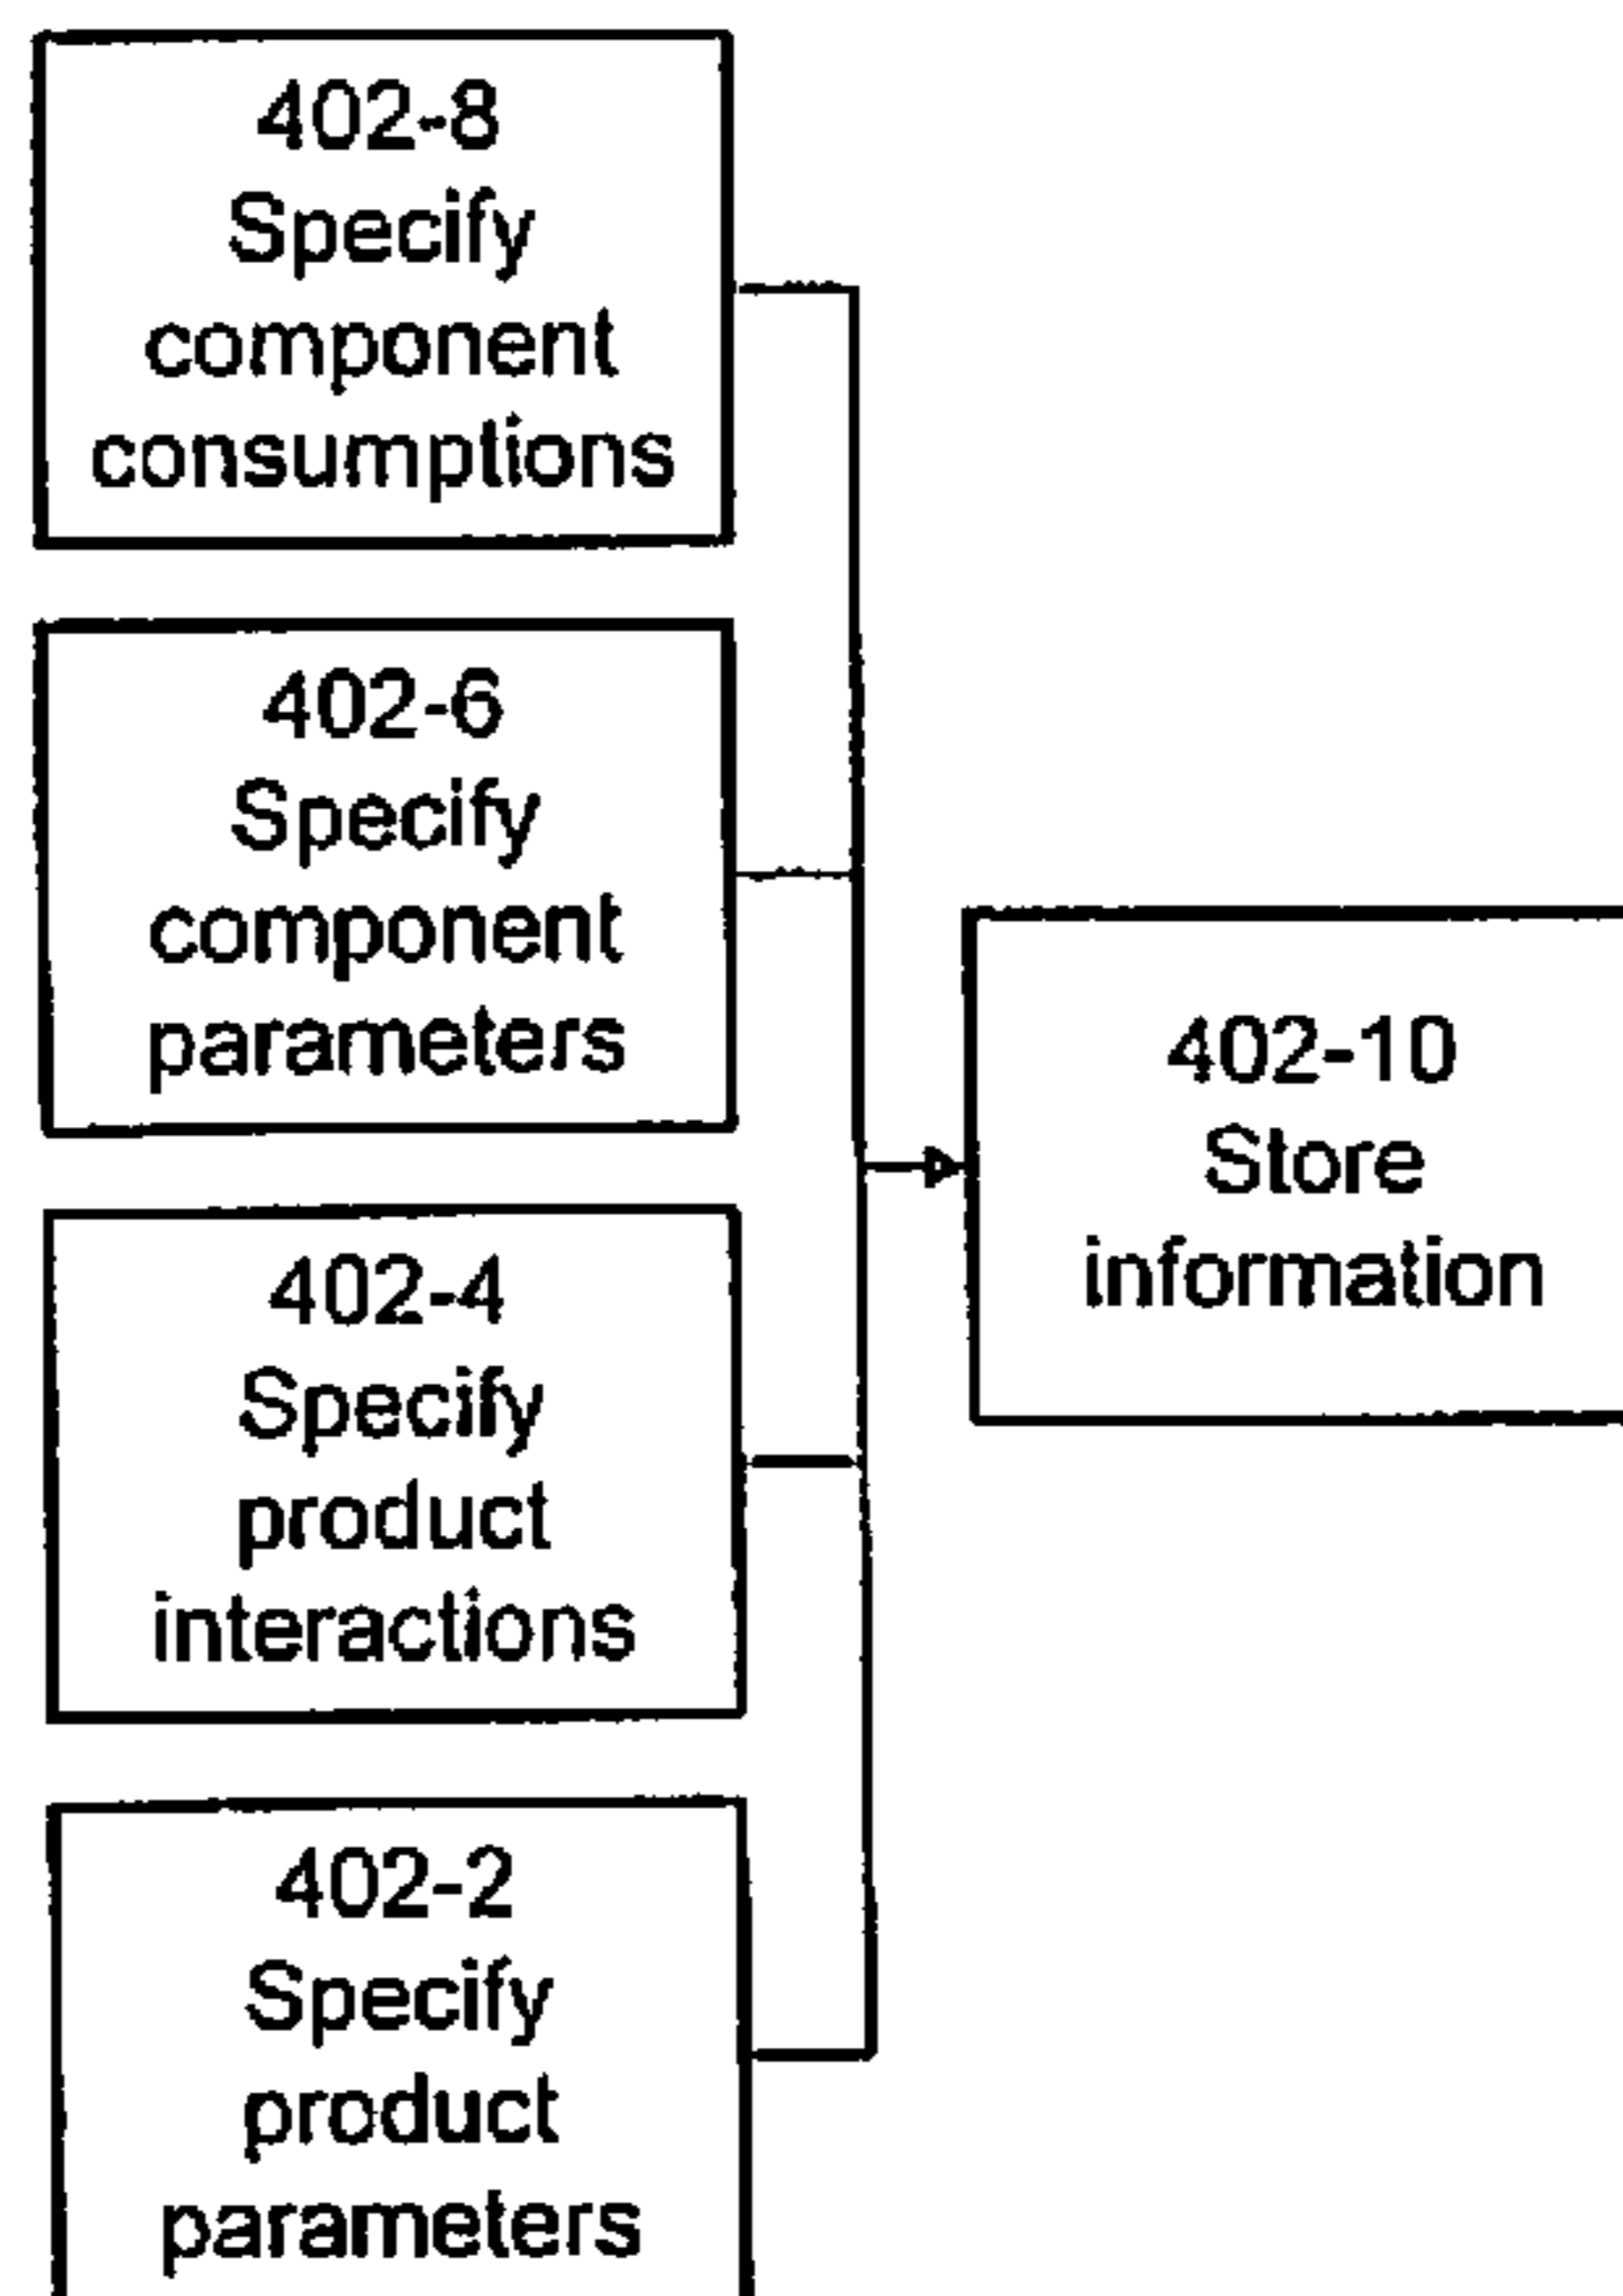 402-8
Specify
component
consumptions
402-6
Specify
component
parameters
402-4
Specify
product
interactions
402-2
Specify
product
parameters
402-10
Store
information